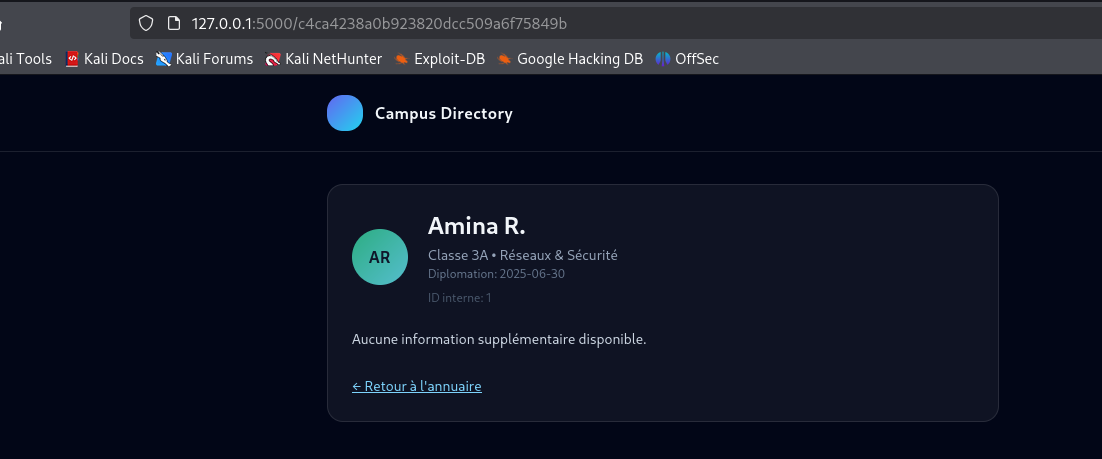 127.0.0.1:5000/c4ca4238a0b923820dcc509a6f75849b
ali Tools Kali Docs Kali Forums Kali NetHunter Exploit-DB Google Hacking DB OffSec
Campus Directory
AR
Amina R.
Classe 3A • Réseaux & Sécurité
Diplomation: 2025-06-30
ID interne: 1
Aucune information supplémentaire disponible.
← Retour à l'annuaire